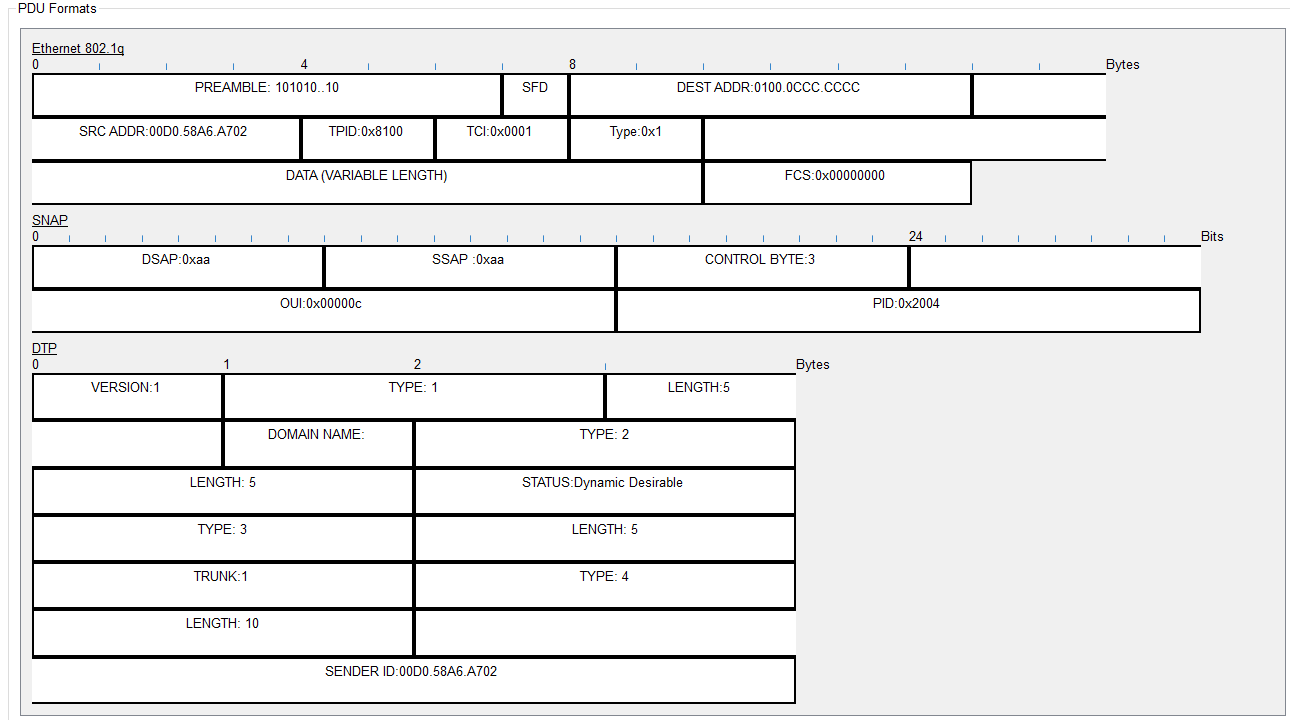 PDU Formats
Ethernet 802.1q
0 4 8 Bytes
PREAMBLE: 101010..10 SFD DEST ADDR:0100.0CCC.CCCC
SRC ADDR:00D0.58A6.A702 TPID:0x8100 TCI:0x0001 Type:0x1
DATA (VARIABLE LENGTH) FCS:0x00000000
SNAP
0 24 Bits
DSAP:0xaa SSAP :0xaa CONTROL BYTE:3
OUI:0x00000c PID:0x2004
DTP
0 1 2 Bytes
VERSION:1 TYPE: 1 LENGTH:5
DOMAIN NAME: TYPE: 2
LENGTH: 5 STATUS:Dynamic Desirable
TYPE: 3 LENGTH: 5
TRUNK:1 TYPE: 4
LENGTH: 10
SENDER ID:00D0.58A6.A702